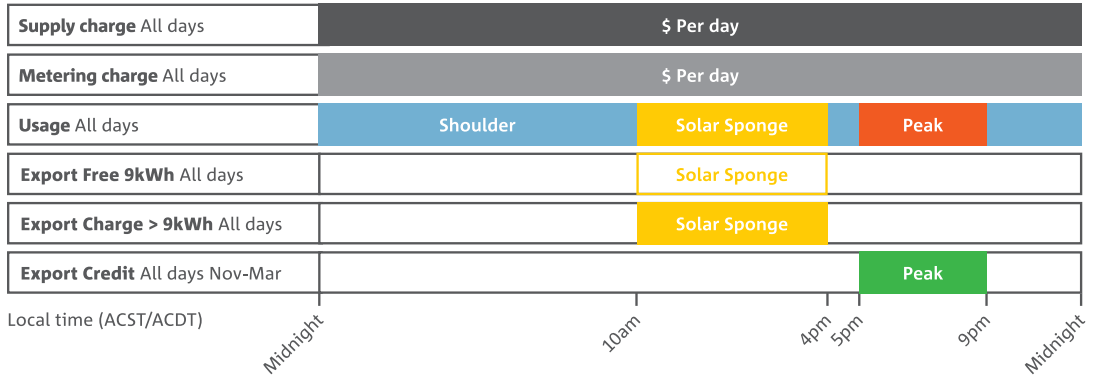 Supply charge All days $ Per day
Metering charge All days $ Per day
Usage All days Shoulder Solar Sponge Peak
Export Free 9kWh All days Solar Sponge
Export Charge > 9kWh All days Solar Sponge
Export Credit All days Nov-Mar Peak
Local time (ACST/ACDT) Midnight 10am 4pm 5pm 9pm Midnight